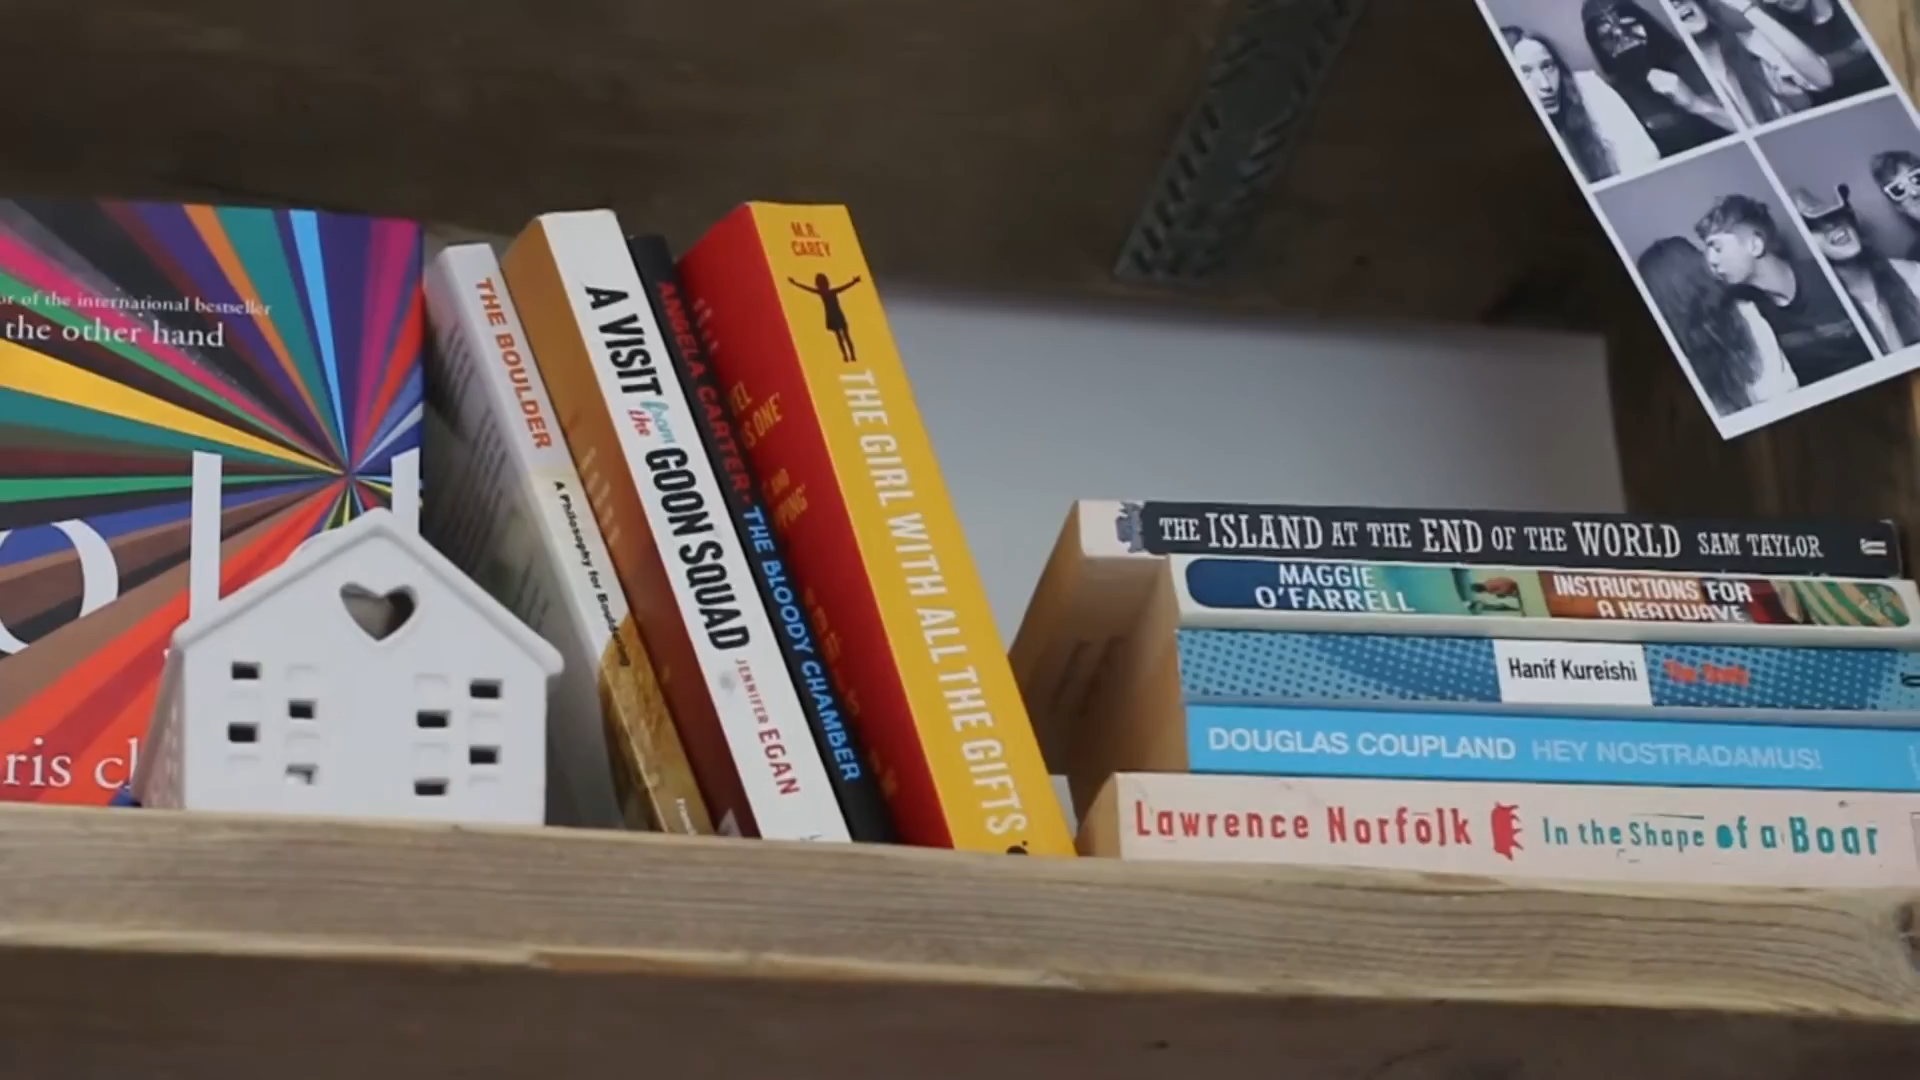 or of the international bestseller
the other hand
ris cl
THE BOULDER
A Philosophy for Bouldering
A VISIT from the GOON SQUAD
JENNIFER EGAN
ANGELA CARTER · THE BLOODY CHAMBER
M.R.
CAREY
THE GIRL WITH ALL THE GIFTS
THE ISLAND AT THE END OF THE WORLD SAM TAYLOR
MAGGIE
O'FARRELL
INSTRUCTIONS FOR
A HEATWAVE
Hanif Kureishi The Body
DOUGLAS COUPLAND HEY NOSTRADAMUS!
Lawrence Norfolk In the Shape of a Boar